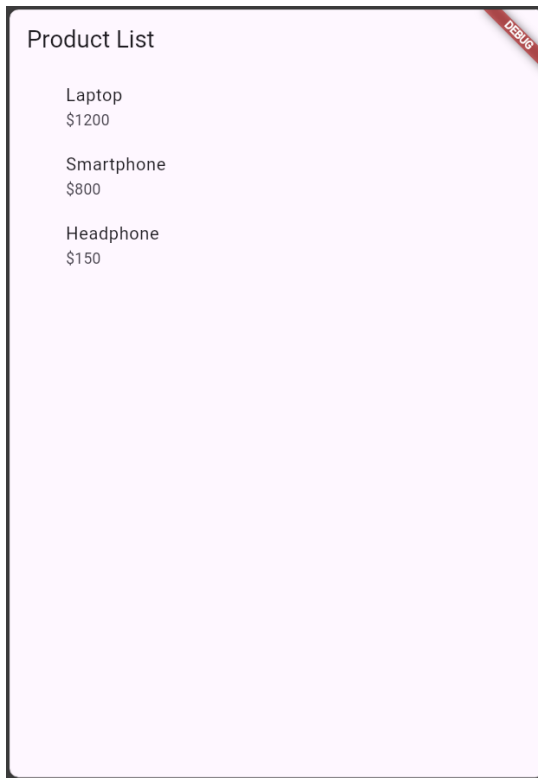 Product List
DEBUG
Laptop
$1200
Smartphone
$800
Headphone
$150